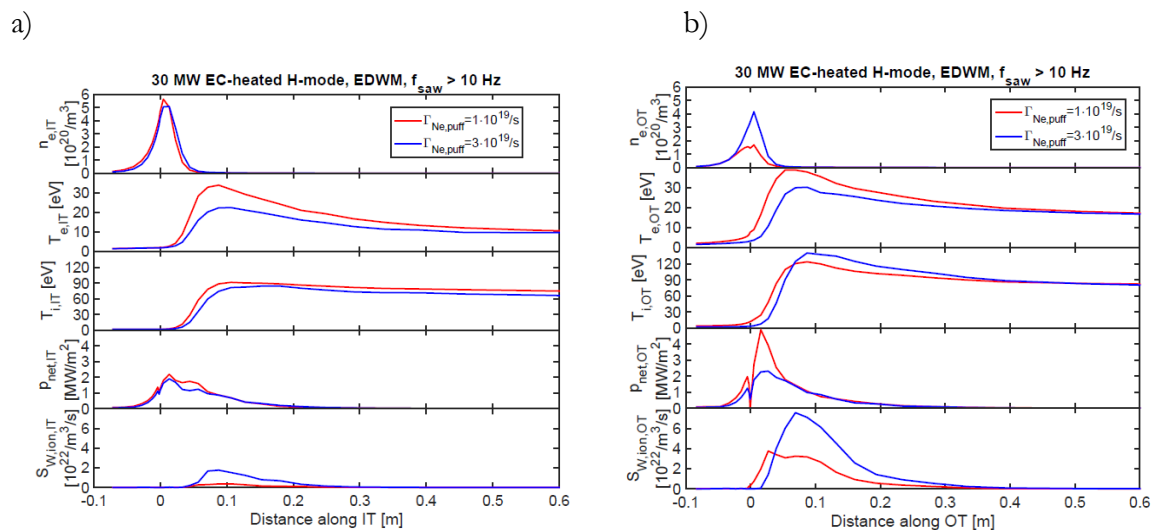 a)
30 MW EC-heated H-mode, EDWM, f_saw > 10 Hz
n_e,IT
[10^20/m^3]
6
5
4
3
2
1
0
Γ_Ne,puff=1·10^19/s
Γ_Ne,puff=3·10^19/s
T_e,IT [eV]
30
20
10
0
T_i,IT [eV]
120
90
60
30
0
p_net,IT
[MW/m^2]
4
3
2
1
0
S_W,ion,IT
[10^22/m^3/s]
6
4
2
0
-0.1 0 0.1 0.2 0.3 0.4 0.5 0.6
Distance along IT [m]
b)
30 MW EC-heated H-mode, EDWM, f_saw > 10 Hz
n_e,OT
[10^20/m^3]
6
5
4
3
2
1
0
Γ_Ne,puff=1·10^19/s
Γ_Ne,puff=3·10^19/s
T_e,OT [eV]
30
20
10
0
T_i,OT [eV]
120
90
60
30
0
p_net,OT
[MW/m^2]
4
3
2
1
0
S_W,ion,OT
[10^22/m^3/s]
6
4
2
0
-0.1 0 0.1 0.2 0.3 0.4 0.5 0.6
Distance along OT [m]